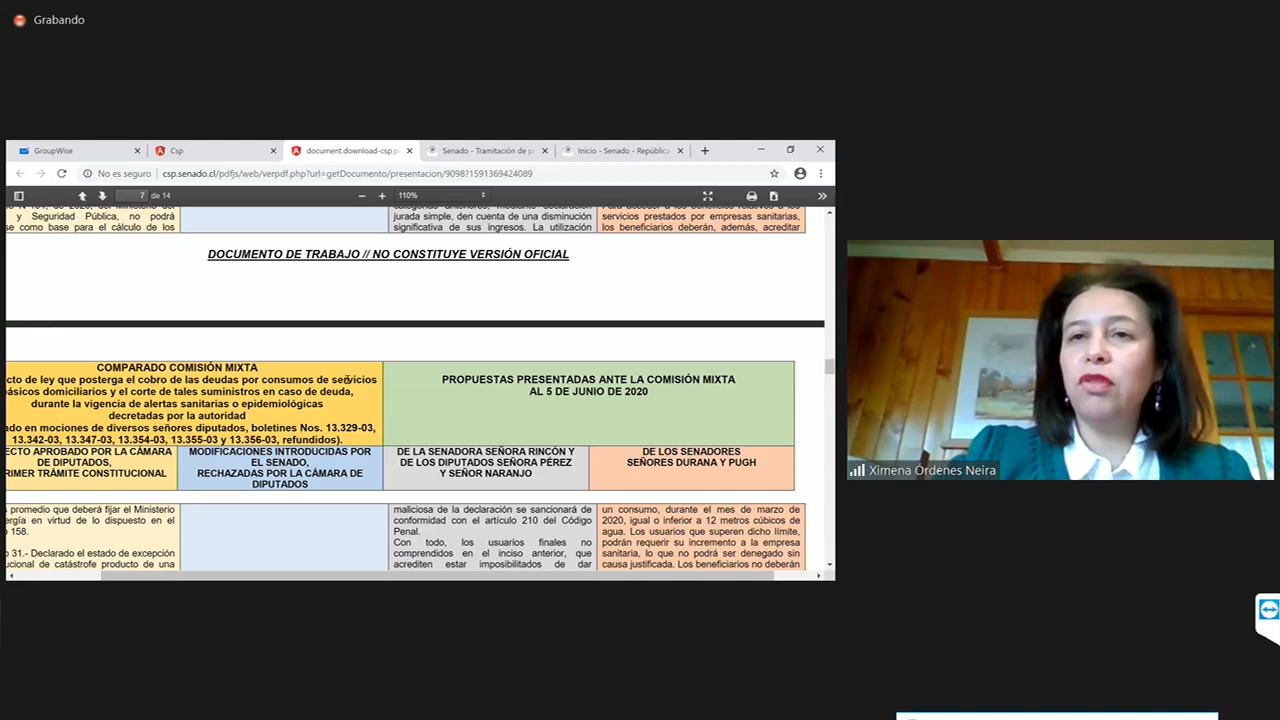 Grabando
GroupWise
Csp
document.download-csp.p
Senado - Tramitación de p
Inicio - Senado - República
No es seguro
csp.senado.cl/pdfjs/web/verpdf.php?url=getDocumento/presentacion/9098?1591369424089
7 de 14
110%
y Seguridad Pública, no podrá
se como base para el cálculo de los
jurada simple, den cuenta de una disminución
significativa de sus ingresos. La utilización
servicios prestados por empresas sanitarias,
los beneficiarios deberán, además, acreditar
DOCUMENTO DE TRABAJO // NO CONSTITUYE VERSIÓN OFICIAL
COMPARADO COMISIÓN MIXTA
cto de ley que posterga el cobro de las deudas por consumos de servicios
básicos domiciliarios y el corte de tales suministros en caso de deuda,
durante la vigencia de alertas sanitarias o epidemiológicas
decretadas por la autoridad
ado en mociones de diversos señores diputados, boletines Nos. 13.329-03,
13.342-03, 13.347-03, 13.354-03, 13.355-03 y 13.356-03, refundidos).
PROPUESTAS PRESENTADAS ANTE LA COMISIÓN MIXTA
AL 5 DE JUNIO DE 2020
ECTO APROBADO POR LA CÁMARA
DE DIPUTADOS,
RIMER TRÁMITE CONSTITUCIONAL
MODIFICACIONES INTRODUCIDAS POR
EL SENADO,
RECHAZADAS POR LA CÁMARA DE
DIPUTADOS
DE LA SENADORA SEÑORA RINCÓN Y
DE LOS DIPUTADOS SEÑORA PÉREZ
Y SEÑOR NARANJO
DE LOS SENADORES
SEÑORES DURANA Y PUGH
s promedio que deberá fijar el Ministerio
ergía en virtud de lo dispuesto en el
o 158.
o 31.- Declarado el estado de excepción
ucional de catástrofe producto de una
maliciosa de la declaración se sancionará de
conformidad con el artículo 210 del Código
Penal.
Con todo, los usuarios finales no
comprendidos en el inciso anterior, que
acrediten estar imposibilitados de dar
un consumo, durante el mes de marzo de
2020, igual o inferior a 12 metros cúbicos de
agua. Los usuarios que superen dicho límite,
podrán requerir su incremento a la empresa
sanitaria, lo que no podrá ser denegado sin
causa justificada. Los beneficiarios no deberán
Ximena Órdenes Neira